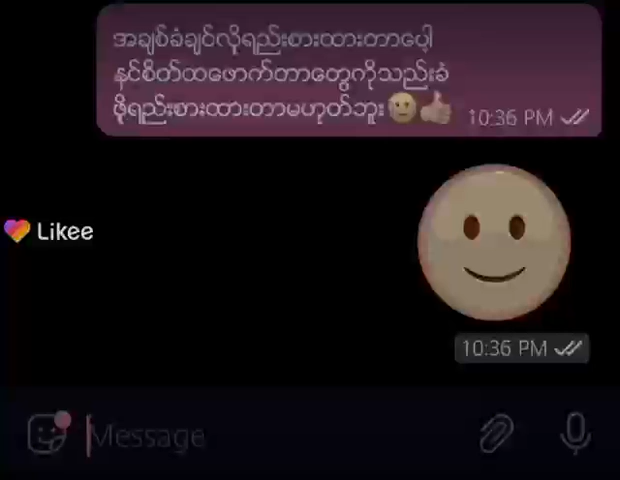 အချစ်ခံချင်လို့ရည်းစားထားတာပေါ့
နင်စိတ်ထဖောက်တာတွေကိုသည်းခံ
ဖို့ရည်းစားထားတာမဟုတ်ဘူး🙂👍
10:36 PM
Likee
10:36 PM
Message